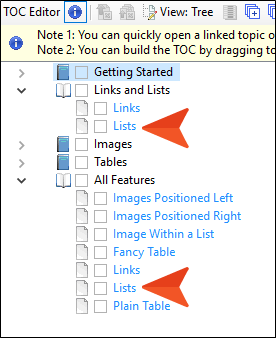 TOC Editor View: Tree
Note 1: You can quickly open a linked topic o
Note 2: You can build the TOC by dragging to
Getting Started
Links and Lists
Links
Lists
Images
Tables
All Features
Images Positioned Left
Images Positioned Right
Image Within a List
Fancy Table
Links
Lists
Plain Table